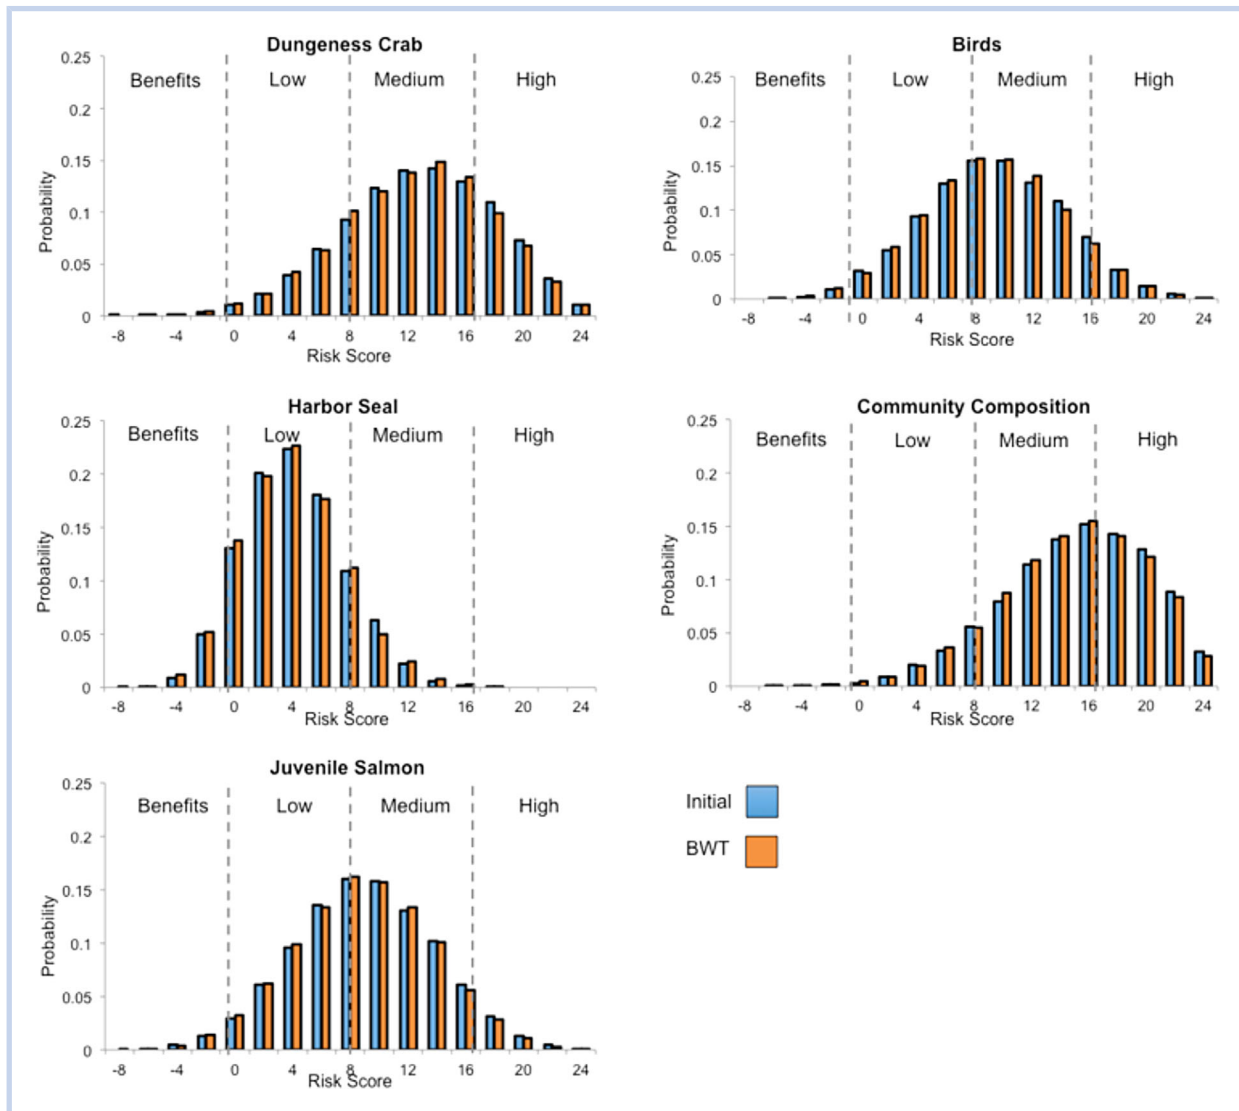 Dungeness Crab
0.25
0.2
0.15
0.1
0.05
0
Probability
Benefits Low Medium High
-8 -4 0 4 8 12 16 20 24
Risk Score
Birds
0.25
0.2
0.15
0.1
0.05
0
Probability
Benefits Low Medium High
-8 -4 0 4 8 12 16 20 24
Risk Score
Harbor Seal
0.25
0.2
0.15
0.1
0.05
0
Probability
Benefits Low Medium High
-8 -4 0 4 8 12 16 20 24
Risk Score
Community Composition
0.25
0.2
0.15
0.1
0.05
0
Probability
Benefits Low Medium High
-8 -4 0 4 8 12 16 20 24
Risk Score
Juvenile Salmon
0.25
0.2
0.15
0.1
0.05
0
Probability
Benefits Low Medium High
-8 -4 0 4 8 12 16 20 24
Risk Score
Initial
BWT